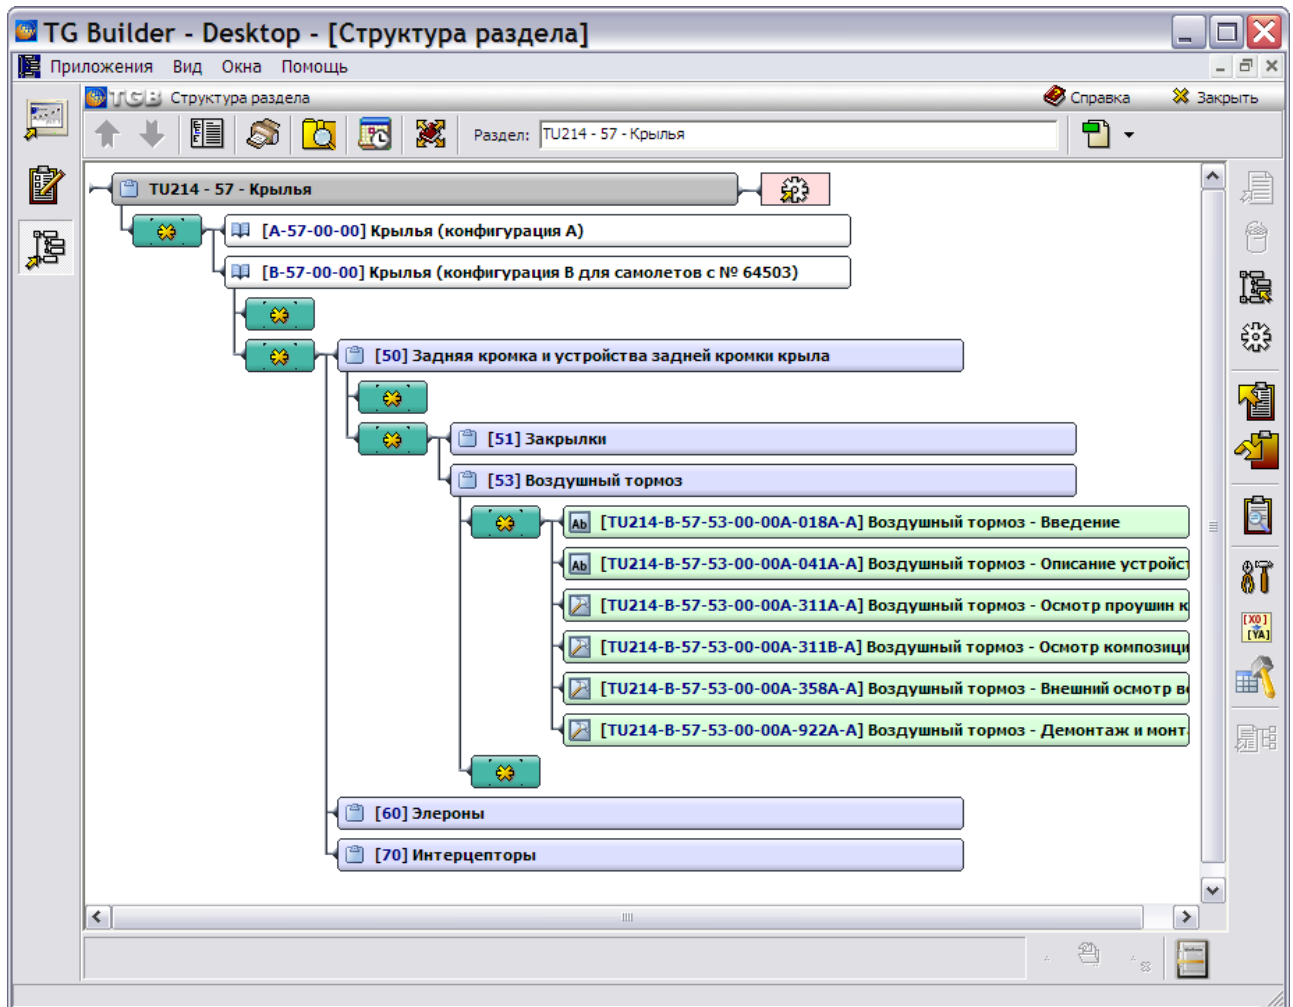 TG Builder - Desktop - [Структура раздела]
Приложения Вид Окна Помощь
TGB Структура раздела Справка Закрыть
Раздел: TU214 - 57 - Крылья
TU214 - 57 - Крылья
[A-57-00-00] Крылья (конфигурация А)
[B-57-00-00] Крылья (конфигурация В для самолетов с № 64503)
[50] Задняя кромка и устройства задней кромки крыла
[51] Закрылки
[53] Воздушный тормоз
Ab [TU214-B-57-53-00-00A-018A-A] Воздушный тормоз - Введение
Ab [TU214-B-57-53-00-00A-041A-A] Воздушный тормоз - Описание устройст
[TU214-B-57-53-00-00A-311A-A] Воздушный тормоз - Осмотр проушин к
[TU214-B-57-53-00-00A-311B-A] Воздушный тормоз - Осмотр композици
[X0]
[YA]
[TU214-B-57-53-00-00A-358A-A] Воздушный тормоз - Внешний осмотр в
[TU214-B-57-53-00-00A-922A-A] Воздушный тормоз - Демонтаж и монт
[60] Элероны
[70] Интерцепторы